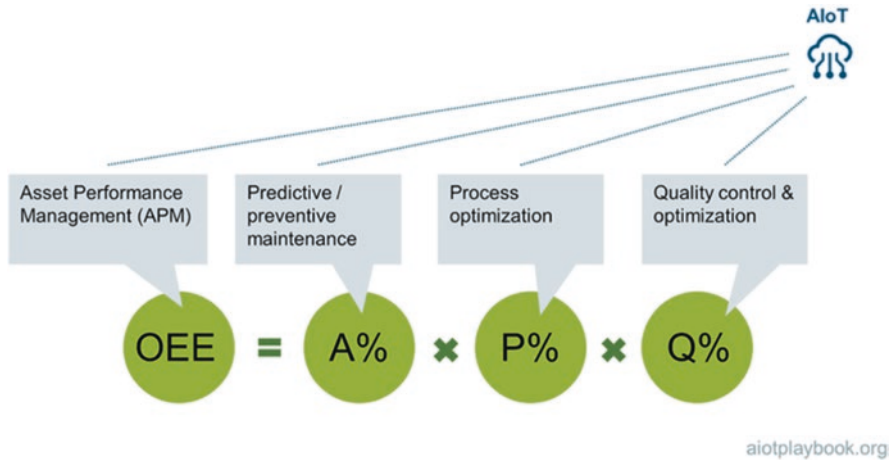 AIoT
Asset Performance
Management (APM)
Predictive /
preventive
maintenance
Process
optimization
Quality control &
optimization
OEE = A% × P% × Q%
aiotplaybook.org